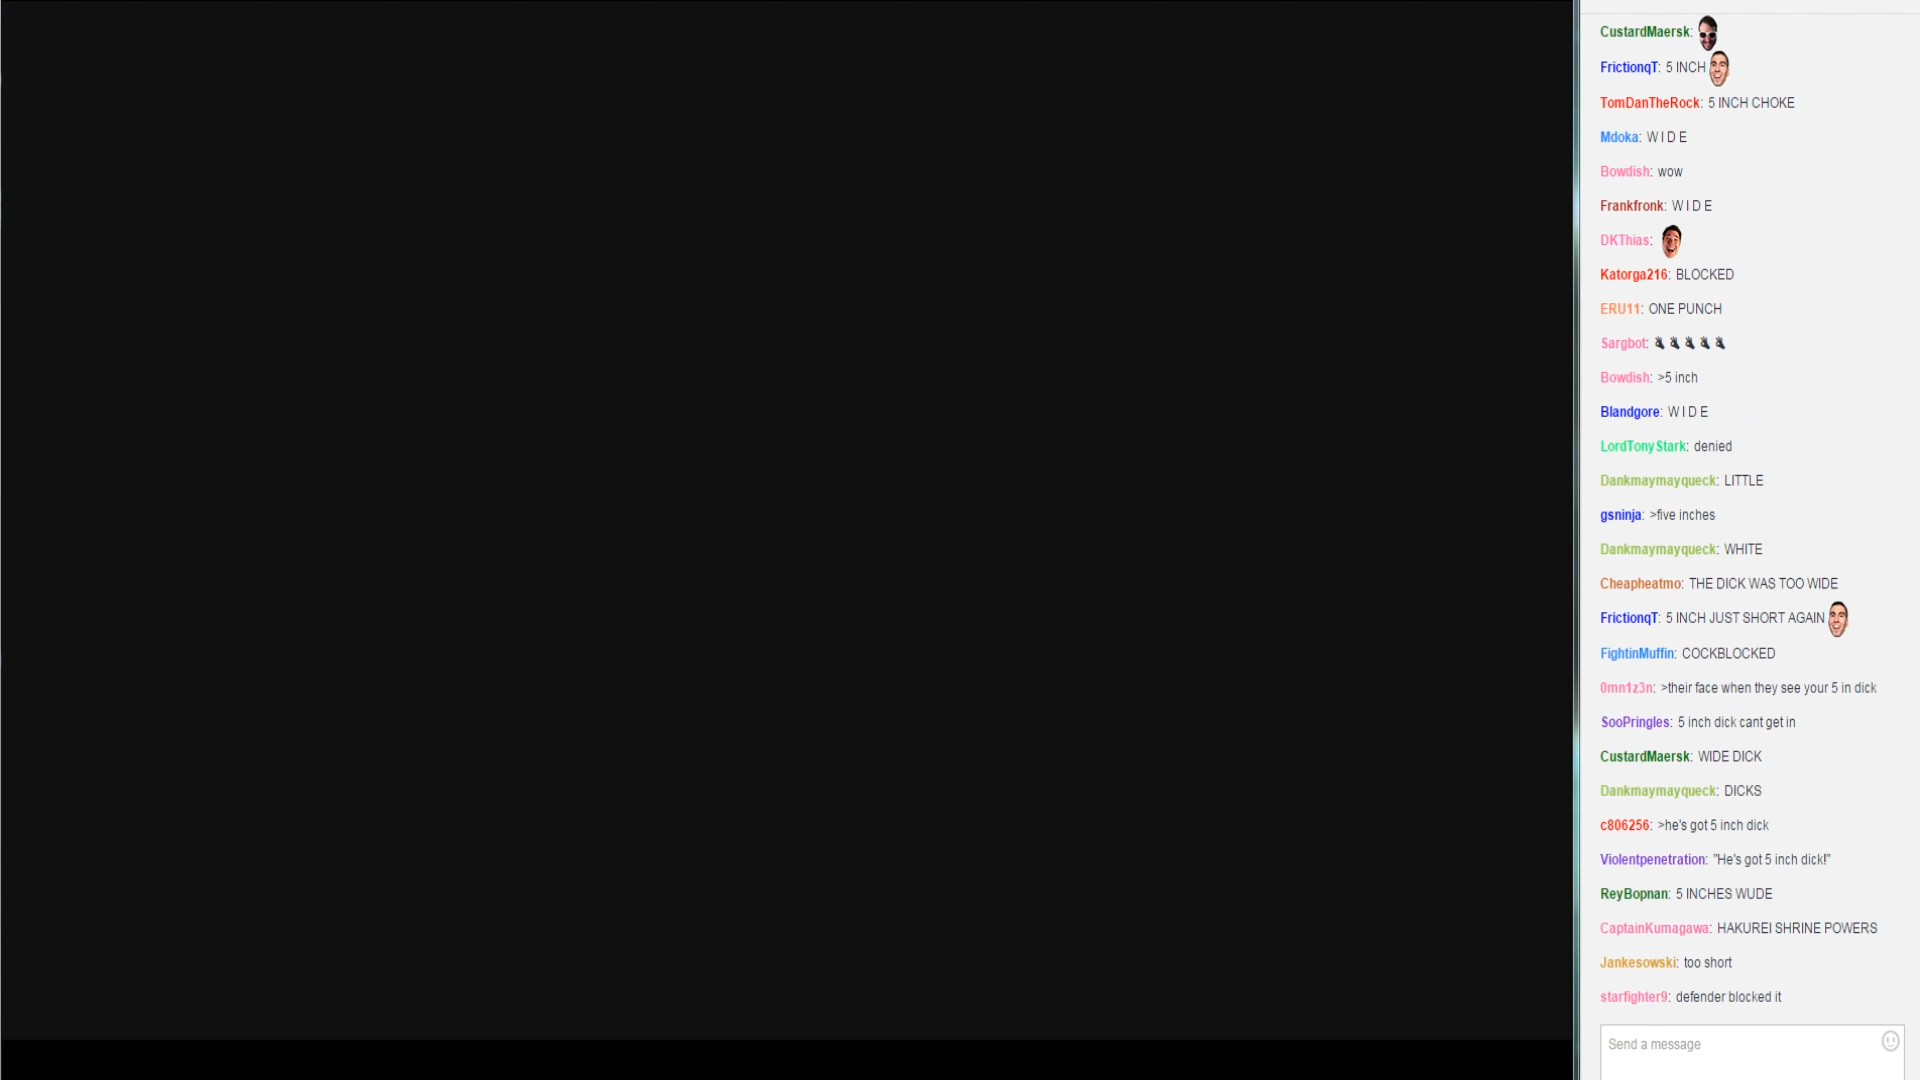 CustardMaersk:
FrictionqT: 5 INCH
TomDanTheRock: 5 INCH CHOKE
Mdoka: W I D E
Bowdish: wow
Frankfronk: W I D E
DKThias:
Katorga216: BLOCKED
ERU11: ONE PUNCH
Sargbot:
Bowdish: >5 inch
Blandgore: W I D E
LordTonyStark: denied
Dankmaymayqueck: LITTLE
gsninja: >five inches
Dankmaymayqueck: WHITE
Cheapheatmo: THE DICK WAS TOO WIDE
FrictionqT: 5 INCH JUST SHORT AGAIN
FightinMuffin: COCKBLOCKED
0mn1z3n: >their face when they see your 5 in dick
SooPringles: 5 inch dick cant get in
CustardMaersk: WIDE DICK
Dankmaymayqueck: DICKS
c806256: >he's got 5 inch dick
Violentpenetration: "He's got 5 inch dick!"
ReyBopnan: 5 INCHES WUDE
CaptainKumagawa: HAKUREI SHRINE POWERS
Jankesowski: too short
starfighter9: defender blocked it
Send a message